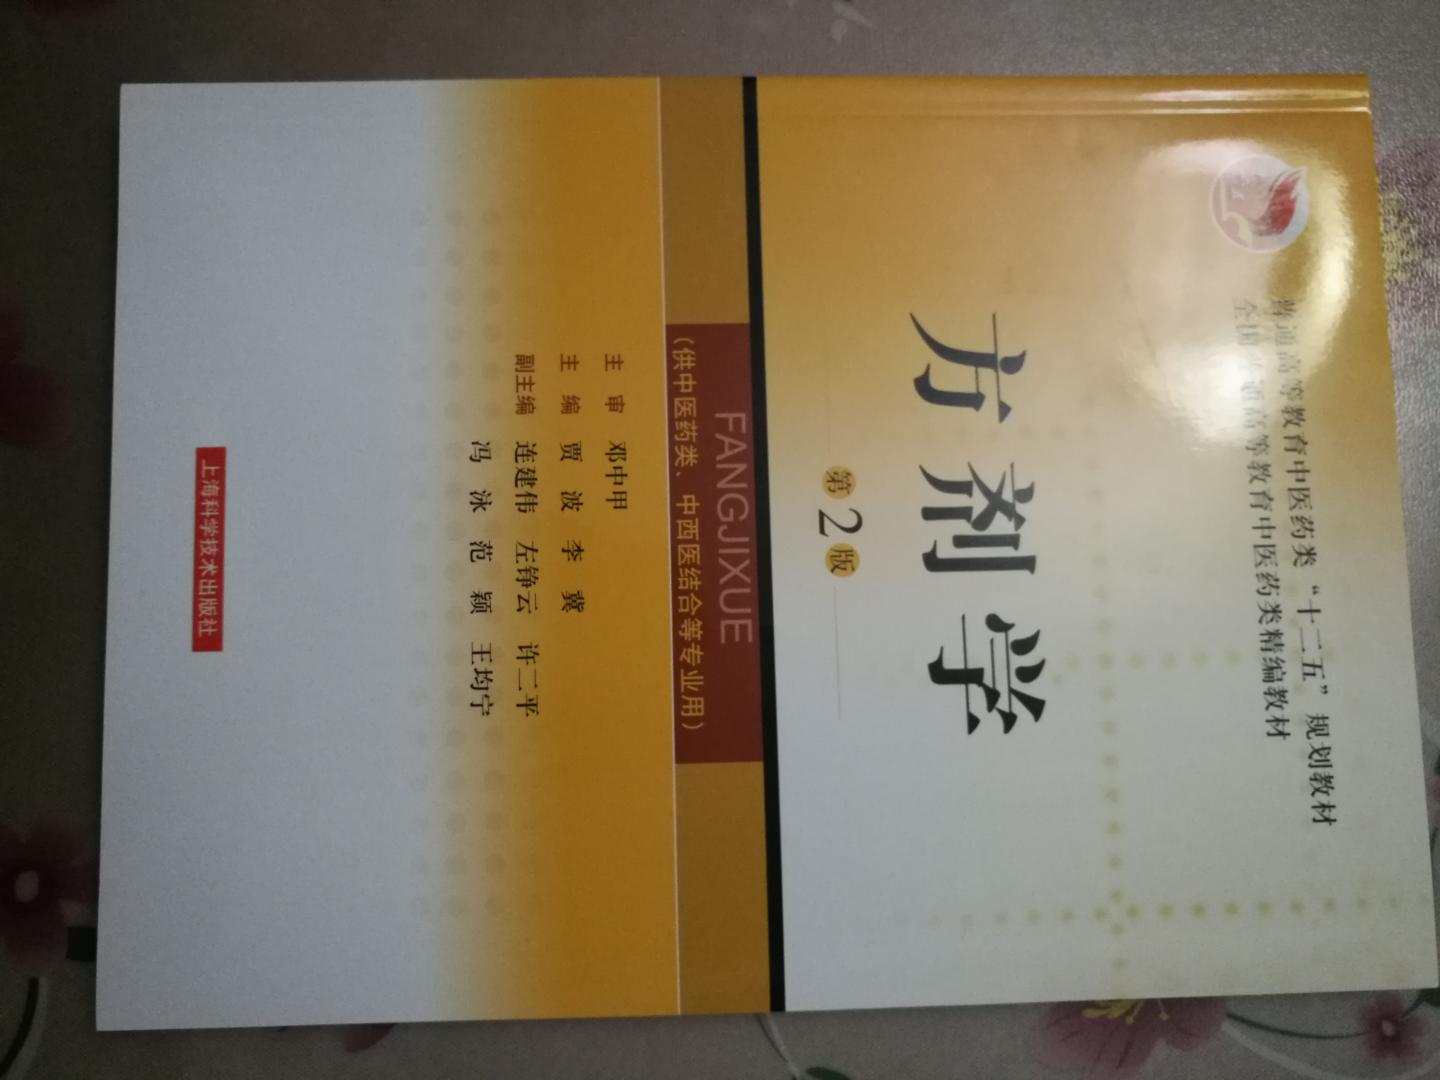 普通高等教育中医药类“十二五”规划教材
全国普通高等教育中医药类精编教材
方剂学
第2版
FANGJIXUE
（供中医药类、中西医结合等专业用）
主 审 邓中甲
主 编 贾 波 李 冀
副主编 连建伟 左铮云 许二平
冯 泳 范 颖 王均宁
上海科学技术出版社